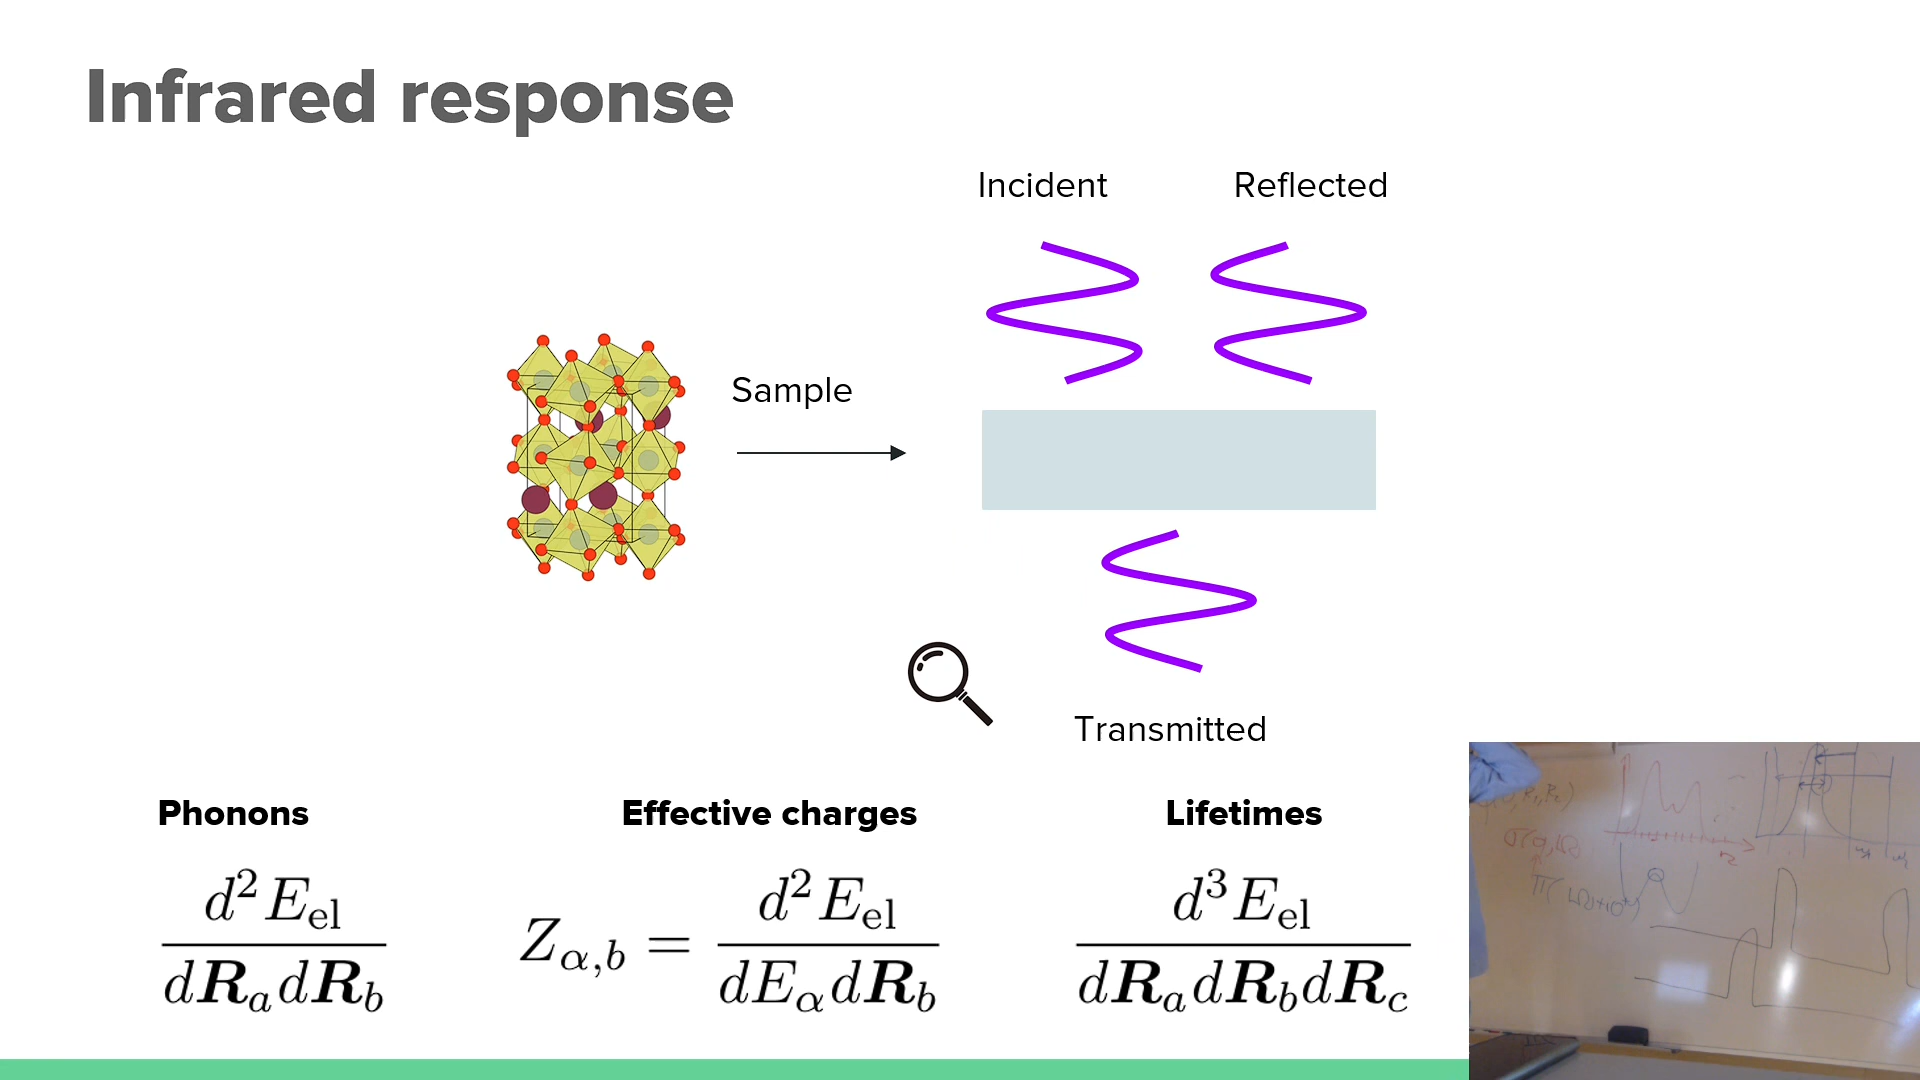 Infrared response
Incident
Reflected
Sample
Transmitted
Phonons
Effective charges
Lifetimes
d²E_el / dR_a dR_b
Z_α,b = d²E_el / dE_α dR_b
d³E_el / dR_a dR_b dR_c